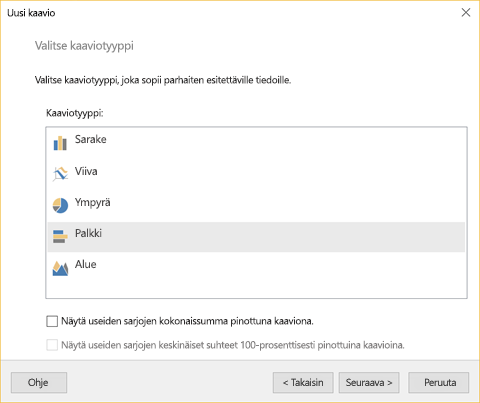 Uusi kaavio
Valitse kaaviotyyppi
Valitse kaaviotyyppi, joka sopii parhaiten esitettäville tiedoille.
Kaaviotyyppi:
Sarake
Viiva
Ympyrä
Palkki
Alue
Näytä useiden sarjojen kokonaissumma pinottuna kaaviona.
Näytä useiden sarjojen keskinäiset suhteet 100-prosenttisesti pinottuina kaavioina.
Ohje
< Takaisin
Seuraava >
Peruuta